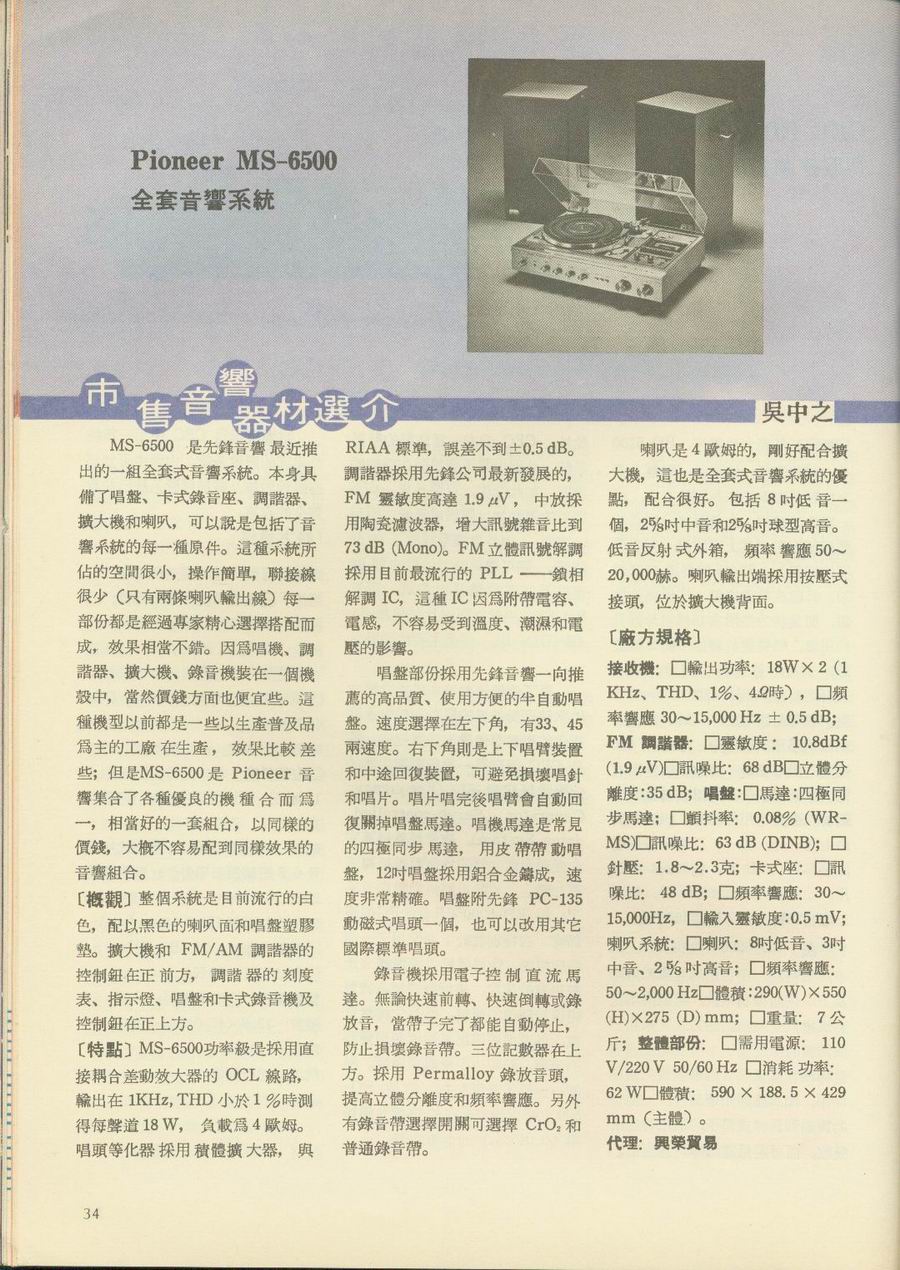 Pioneer MS-6500
全套音響系統
市售音響器材選介
吳中之
MS-6500 是先鋒音響最近推
出的一組全套式音響系統。本身具
備了唱盤、卡式錄音座、調諧器、
擴大機和喇叭，可以說是包括了音
響系統的每一種原件。這種系統所
佔的空間很小，操作簡單，聯接線
很少（只有兩條喇叭輸出線）每一
部份都是經過專家精心選擇搭配而
成，效果相當不錯。因爲唱機、調
諧器、擴大機、錄音機裝在一個機
殼中，當然價錢方面也便宜些。這
種機型以前都是一些以生產普及品
爲主的工廠在生產，效果比較差
些；但是MS-6500是 Pioneer 音
響集合了各種優良的機種合而爲
一，相當好的一套組合，以同樣的
價錢，大概不容易配到同樣效果的
音響組合。
〔概觀〕整個系統是目前流行的白
色，配以黑色的喇叭面和唱盤塑膠
墊。擴大機和 FM/AM 調諧器的
控制鈕在正前方，調諧器的刻度
表、指示燈、唱盤和卡式錄音機及
控制鈕在正上方。
〔特點〕MS-6500功率級是採用直
接耦合差動放大器的 OCL 線路，
輸出在 1KHz, THD 小於 1 %時測
得每聲道 18 W，負載爲 4 歐姆。
唱頭等化器採用積體擴大器，與
RIAA 標準，誤差不到±0.5 dB。
調諧器採用先鋒公司最新發展的，
FM 靈敏度高達 1.9 μV，中放採
用陶瓷濾波器，增大訊號雜音比到
73 dB (Mono)。FM 立體訊號解調
採用目前最流行的 PLL ——鎖相
解調 IC，這種 IC 因爲附帶電容、
電感，不容易受到溫度、潮濕和電
壓的影響。
唱盤部份採用先鋒音響一向推
薦的高品質、使用方便的半自動唱
盤。速度選擇在左下角，有33、45
兩速度。右下角則是上下唱臂裝置
和中途回復裝置，可避免損壞唱針
和唱片。唱片唱完後唱臂會自動回
復關掉唱盤馬達。唱機馬達是常見
的四極同步馬達，用皮帶帶動唱
盤，12吋唱盤採用鋁合金鑄成，速
度非常精確。唱盤附先鋒 PC-135
動磁式唱頭一個，也可以改用其它
國際標準唱頭。
錄音機採用電子控制直流馬
達。無論快速前轉、快速倒轉或錄
放音，當帶子完了都能自動停止，
防止損壞錄音帶。三位記數器在上
方。採用 Permalloy 錄放音頭，
提高立體分離度和頻率響應。另外
有錄音帶選擇開關可選擇 CrO₂ 和
普通錄音帶。
喇叭是 4 歐姆的，剛好配合擴
大機，這也是全套式音響系統的優
點，配合很好。包括 8 吋低音一
個，2⅝吋中音和2⅝吋球型高音。
低音反射式外箱，頻率響應 50～
20,000赫。喇叭輸出端採用按壓式
接頭，位於擴大機背面。
〔廠方規格〕
接收機：□輸出功率：18W × 2 (1
KHz、THD、1%、4Ω時)，□頻
率響應 30～15,000 Hz ± 0.5 dB；
FM 調諧器：□靈敏度：10.8dBf
(1.9 μV)□訊噪比：68 dB□立體分
離度:35 dB；唱盤:□馬達:四極同
步馬達；□顫抖率：0.08% (WR-
MS)□訊噪比：63 dB (DINB)；□
針壓：1.8～2.3克；卡式座：□訊
噪比：48 dB；□頻率響應：30～
15,000Hz，□輸入靈敏度:0.5 mV；
喇叭系統：□喇叭：8吋低音、3吋
中音、2 ⅝ 吋高音；□頻率響應：
50～2,000 Hz□體積:290(W)×550
(H)×275 (D) mm；□重量：7 公
斤；整體部份：□需用電源：110
V/220 V 50/60 Hz □消耗功率：
62 W□體積：590 × 188.5 × 429
mm（主體）。
代理：興榮貿易
34